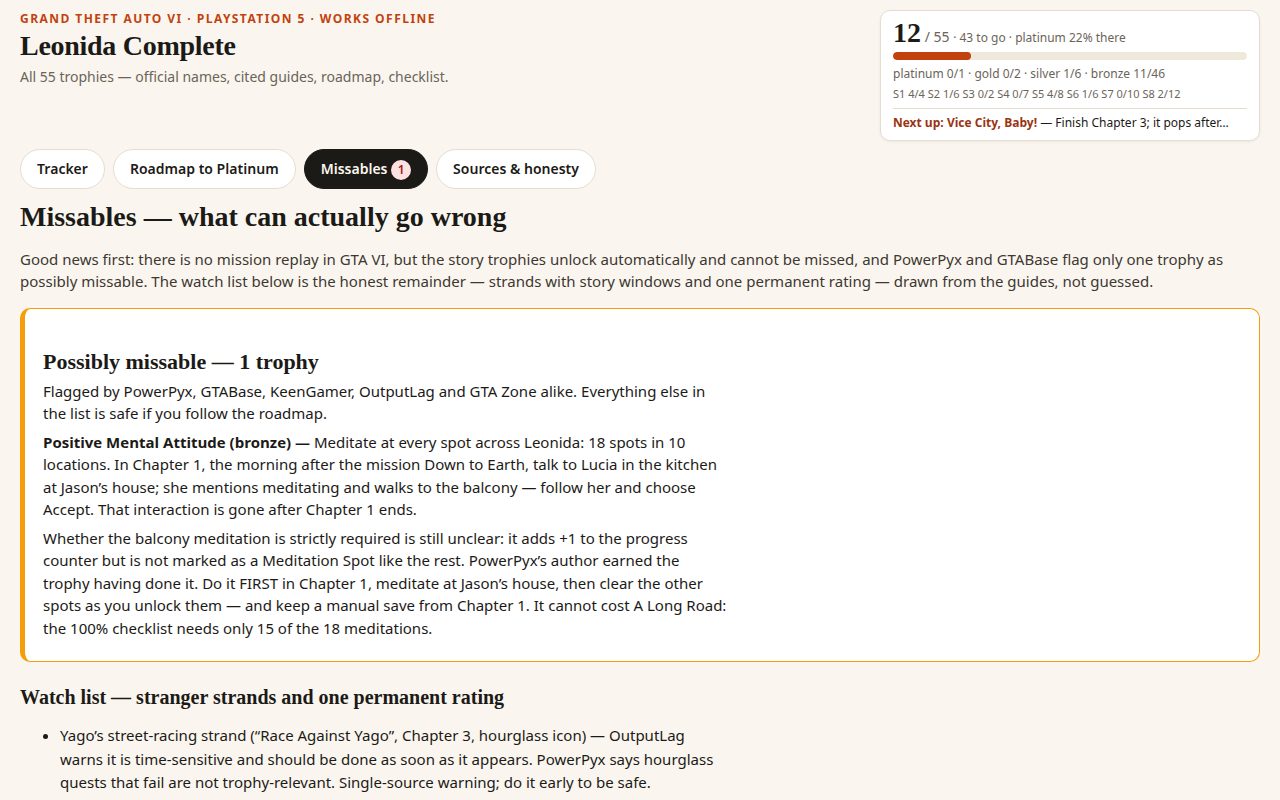 GRAND THEFT AUTO VI · PLAYSTATION 5 · WORKS OFFLINE
Leonida Complete
All 55 trophies — official names, cited guides, roadmap, checklist.
12 / 55 · 43 to go · platinum 22% there
platinum 0/1 · gold 0/2 · silver 1/6 · bronze 11/46
S1 4/4 S2 1/6 S3 0/2 S4 0/7 S5 4/8 S6 1/6 S7 0/10 S8 2/12
Next up: Vice City, Baby! — Finish Chapter 3; it pops after…
Tracker
Roadmap to Platinum
Missables 1
Sources & honesty
Missables — what can actually go wrong
Good news first: there is no mission replay in GTA VI, but the story trophies unlock automatically and cannot be missed, and PowerPyx and GTABase flag only one trophy as
possibly missable. The watch list below is the honest remainder — strands with story windows and one permanent rating — drawn from the guides, not guessed.
Possibly missable — 1 trophy
Flagged by PowerPyx, GTABase, KeenGamer, OutputLag and GTA Zone alike. Everything else in
the list is safe if you follow the roadmap.
Positive Mental Attitude (bronze) — Meditate at every spot across Leonida: 18 spots in 10
locations. In Chapter 1, the morning after the mission Down to Earth, talk to Lucia in the kitchen
at Jason’s house; she mentions meditating and walks to the balcony — follow her and choose
Accept. That interaction is gone after Chapter 1 ends.
Whether the balcony meditation is strictly required is still unclear: it adds +1 to the progress
counter but is not marked as a Meditation Spot like the rest. PowerPyx’s author earned the
trophy having done it. Do it FIRST in Chapter 1, meditate at Jason’s house, then clear the other
spots as you unlock them — and keep a manual save from Chapter 1. It cannot cost A Long Road:
the 100% checklist needs only 15 of the 18 meditations.
Watch list — stranger strands and one permanent rating
• Yago’s street-racing strand (“Race Against Yago”, Chapter 3, hourglass icon) — OutputLag
warns it is time-sensitive and should be done as soon as it appears. PowerPyx says hourglass
quests that fail are not trophy-relevant. Single-source warning; do it early to be safe.